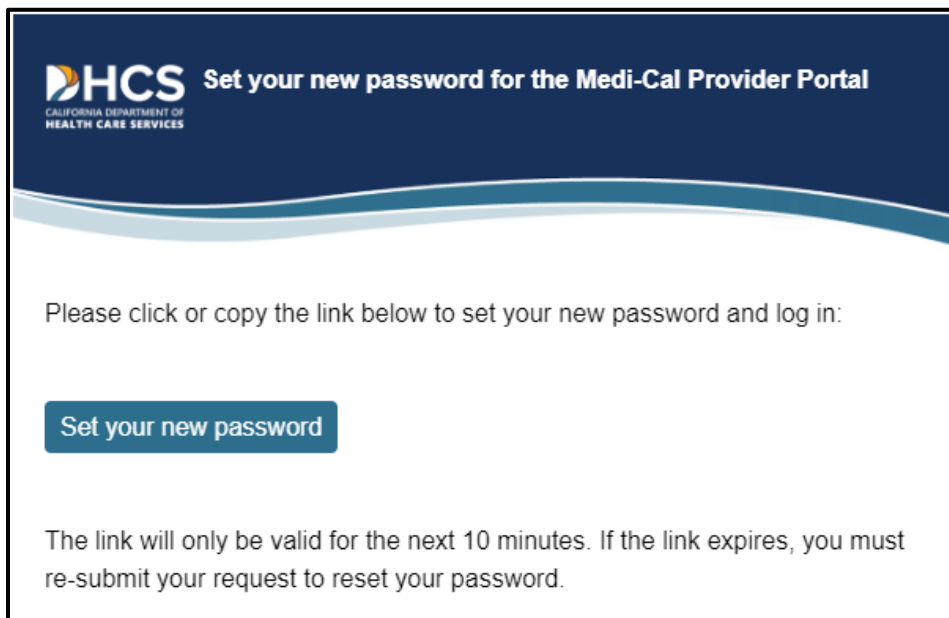 DHCS
CALIFORNIA DEPARTMENT OF
HEALTH CARE SERVICES
Set your new password for the Medi-Cal Provider Portal
Please click or copy the link below to set your new password and log in:
Set your new password
The link will only be valid for the next 10 minutes. If the link expires, you must
re-submit your request to reset your password.